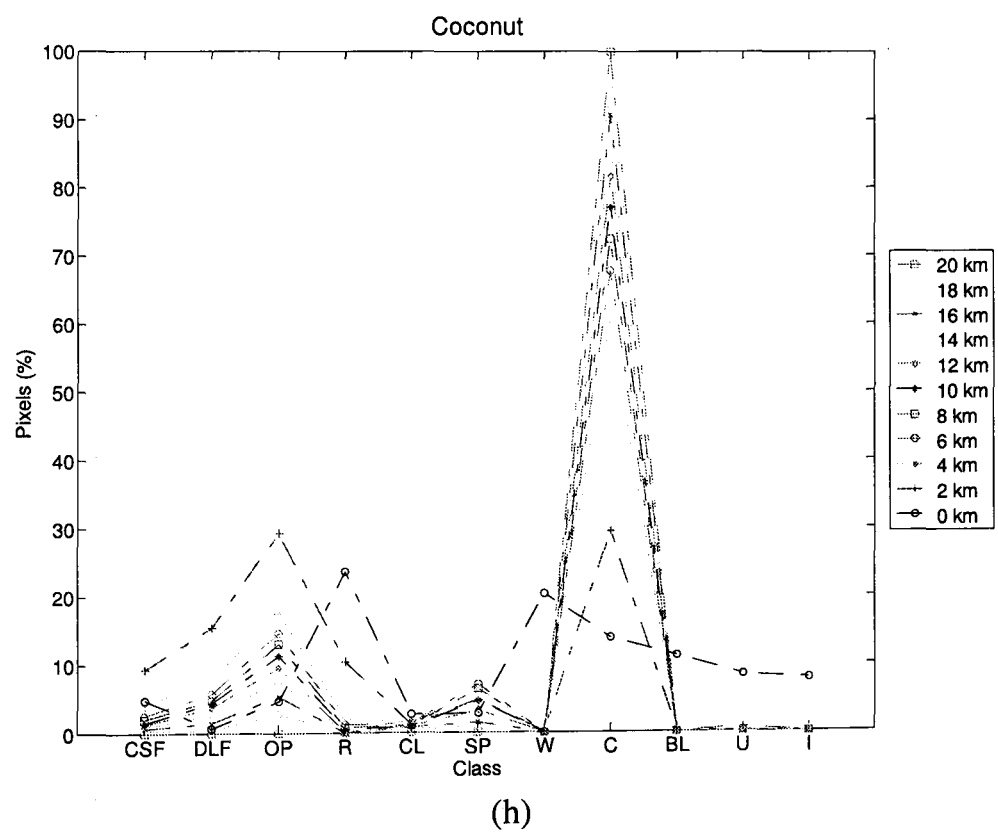 Coconut
100
90
80
70
60
50
40
30
20
10
0
Pixels (%)
CSF DLF OP R CL SP W C BL U I
Class
20 km
18 km
16 km
14 km
12 km
10 km
8 km
6 km
4 km
2 km
0 km
(h)